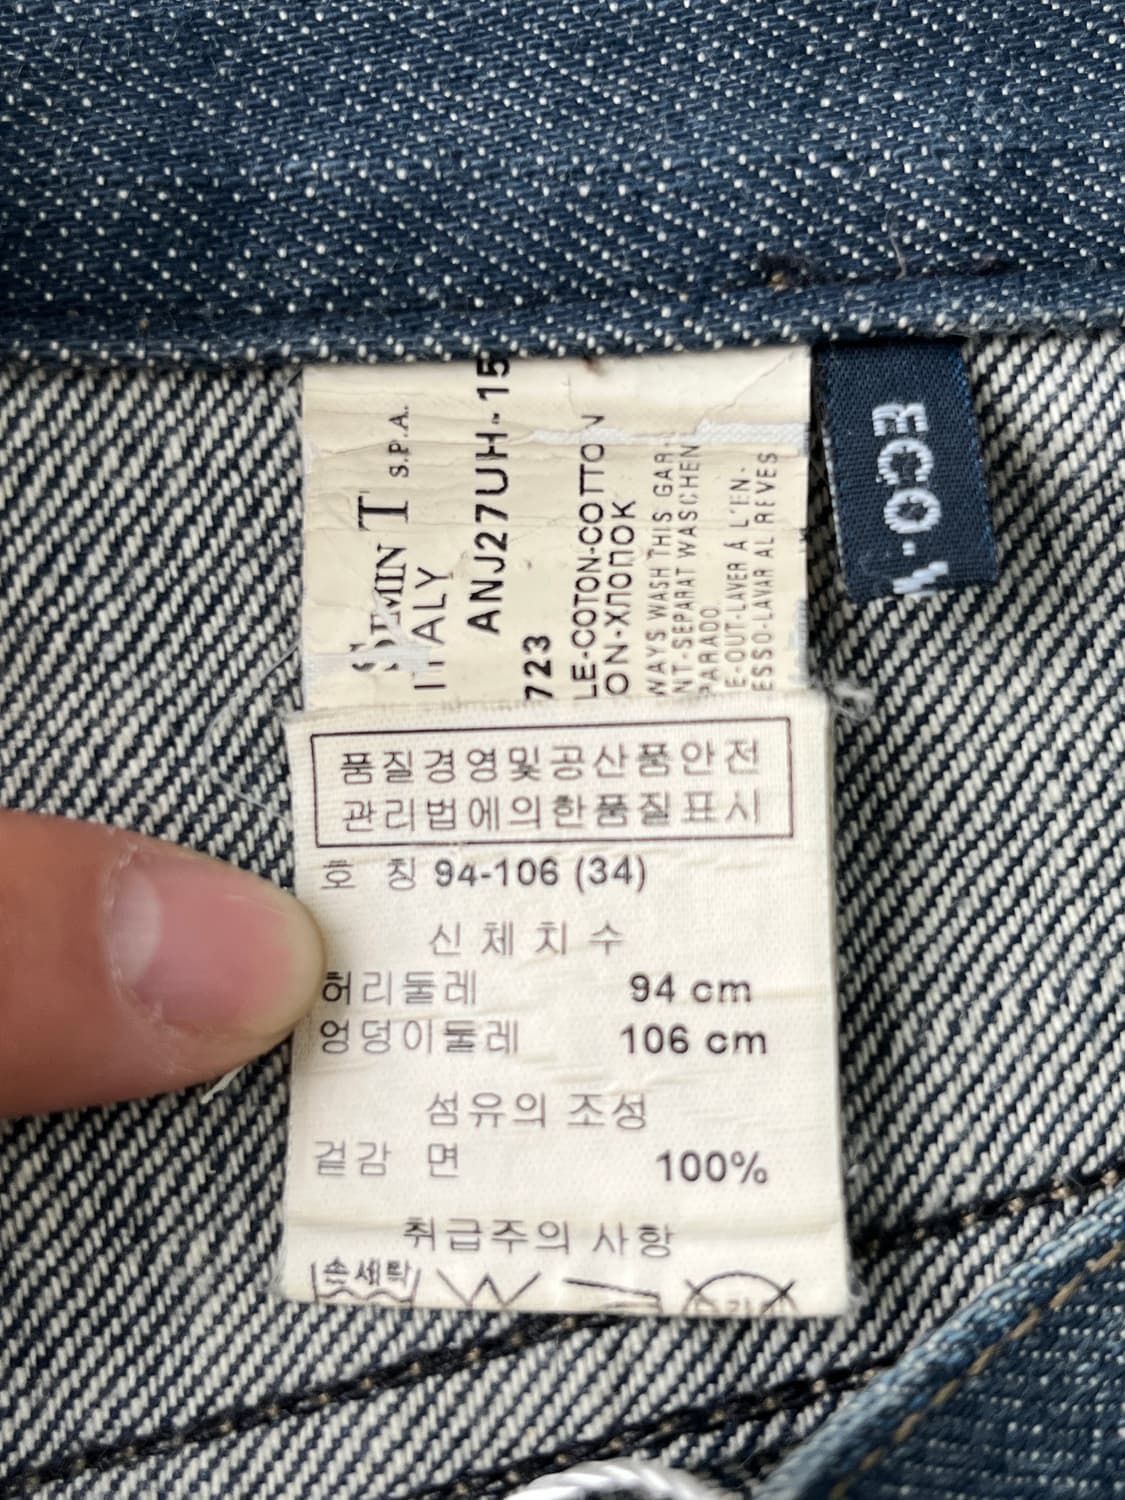 SEMIN T S.P.A.
ITALY
ANJ27UH-15
723
LE-COTON-COTTON
ON-ХЛОПОК
WAYS WASH THIS GAR-
NT-SEPARAT WASCHEN
PARADO.
E-OUT-LAVER À L'EN-
ESSO-LAVAR AL REVES
ECO-
품질경영및공산품안전
관리법에의한품질표시
호 칭 94-106 (34)
신체치수
허리둘레 94 cm
엉덩이둘레 106 cm
섬유의 조성
겉감 면 100%
취급주의 사항
손세탁